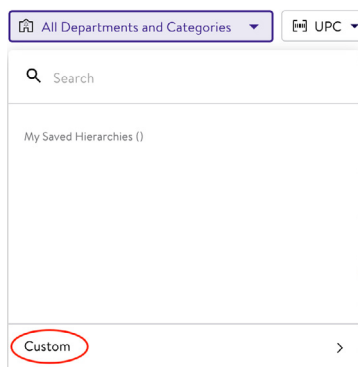 All Departments and Categories
UPC
Search
My Saved Hierarchies ()
Custom